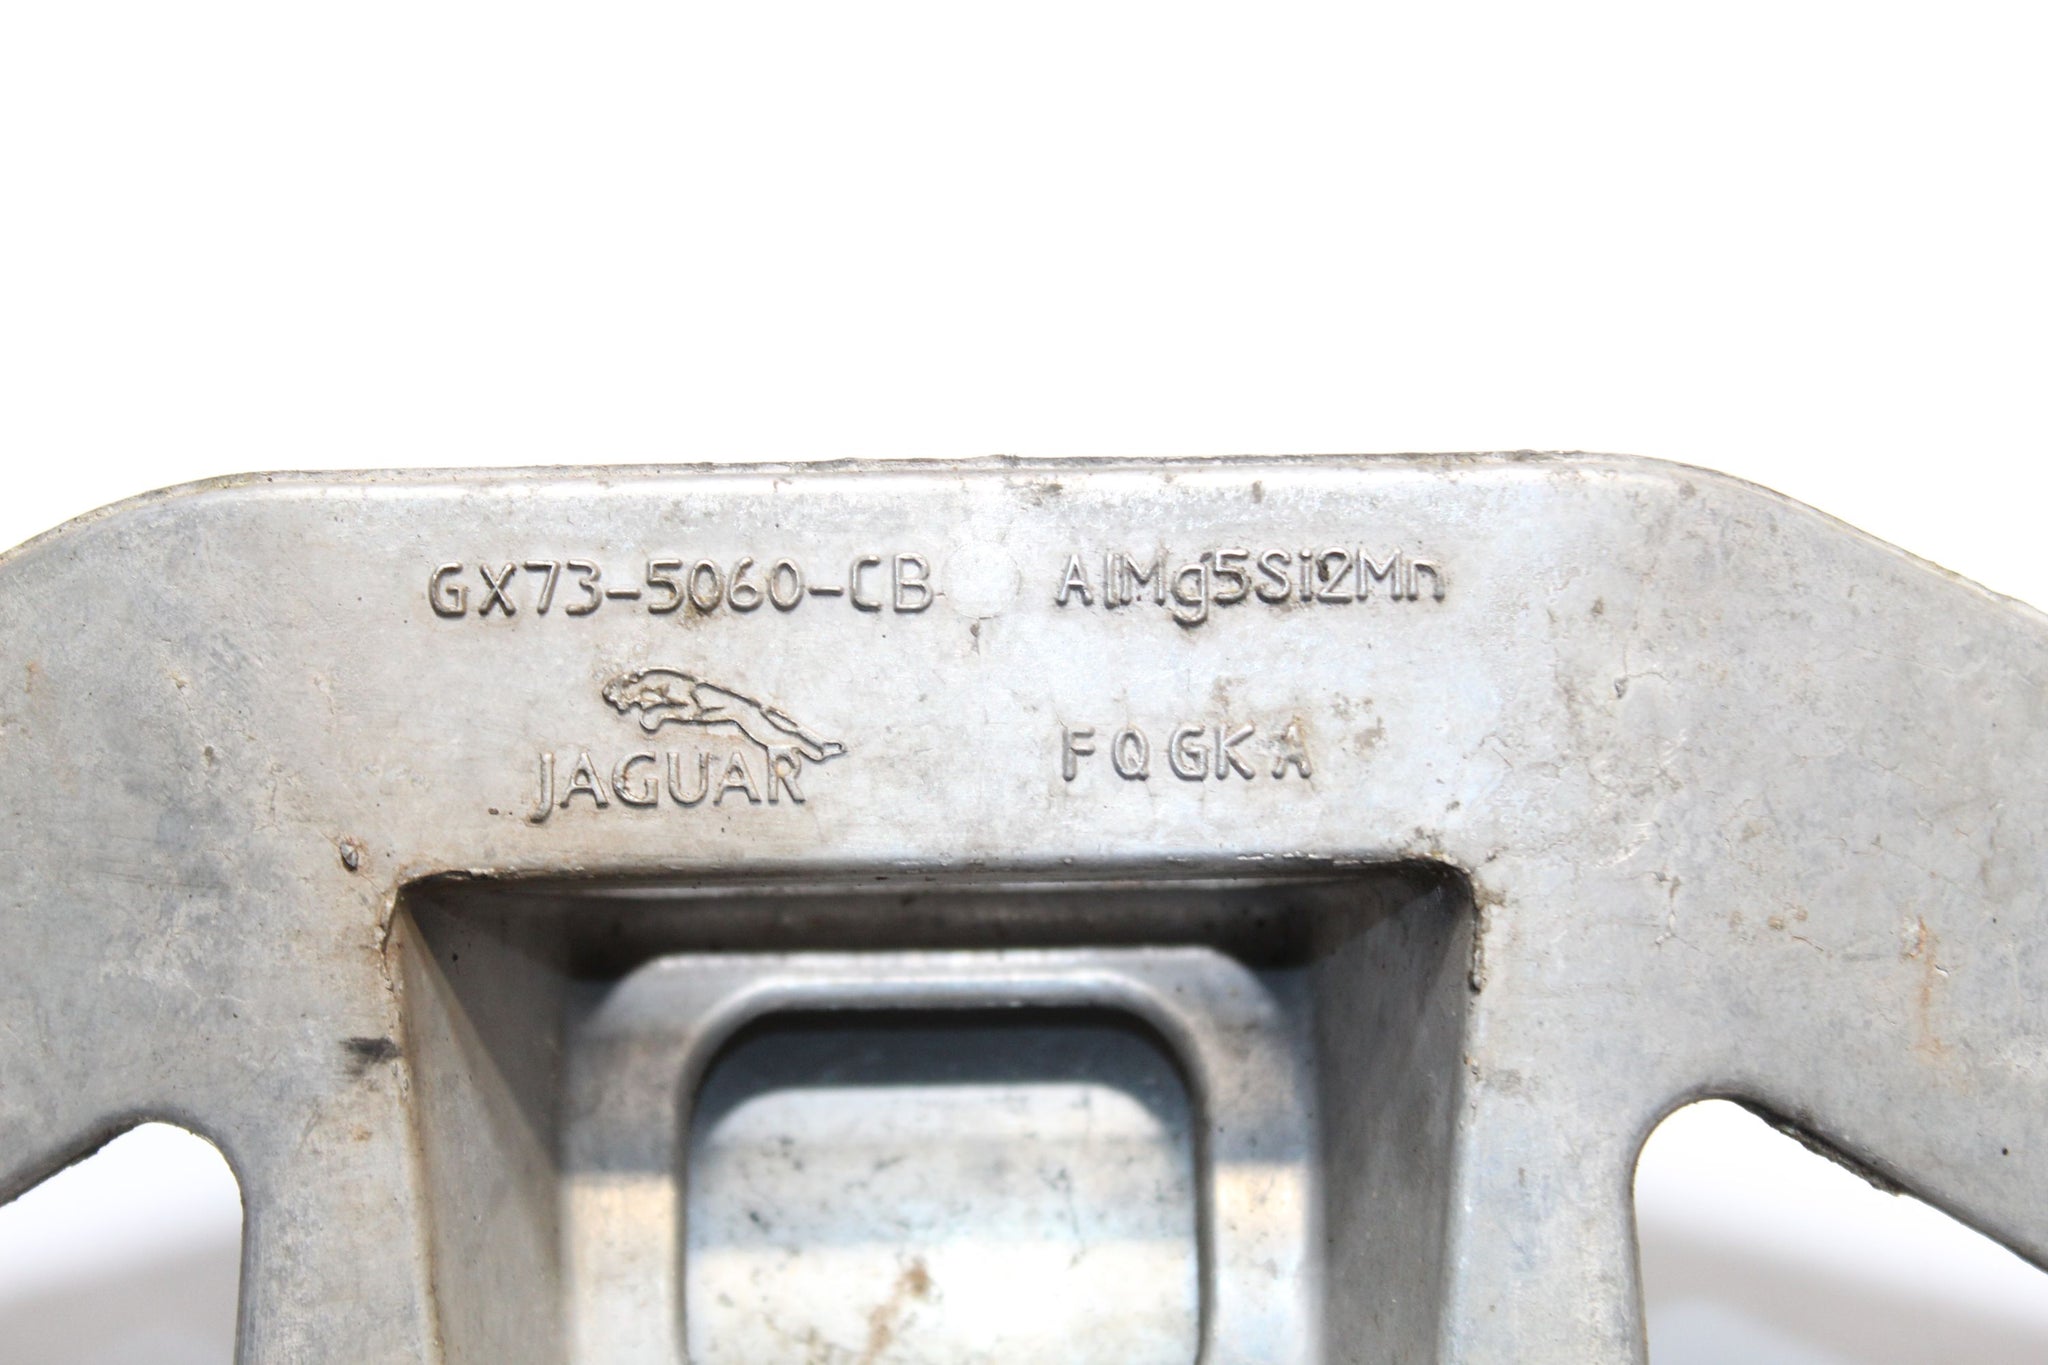 GX73-5060-CB
AlMg5Si2Mn
JAGUAR
FQGKA